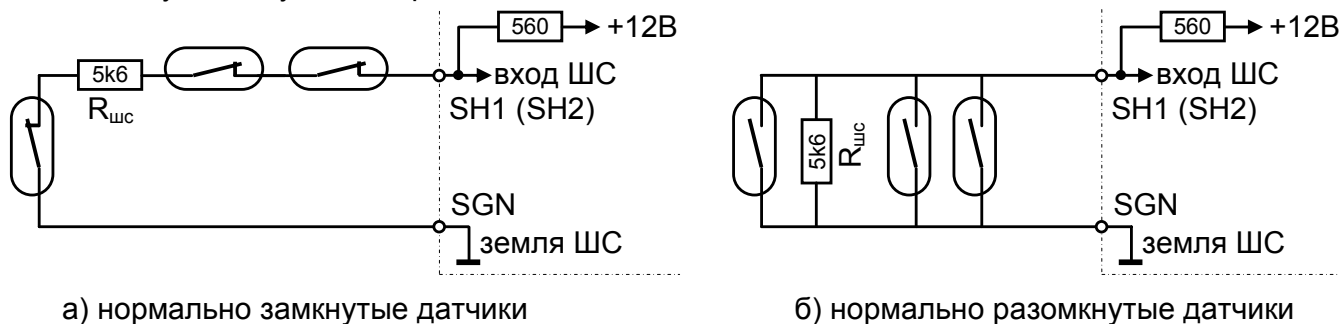 560
+12В
5k6
Rшс
вход ШС
SH1 (SH2)
SGN
земля ШС
а) нормально замкнутые датчики
560
+12В
5k6
Rшс
вход ШС
SH1 (SH2)
SGN
земля ШС
б) нормально разомкнутые датчики